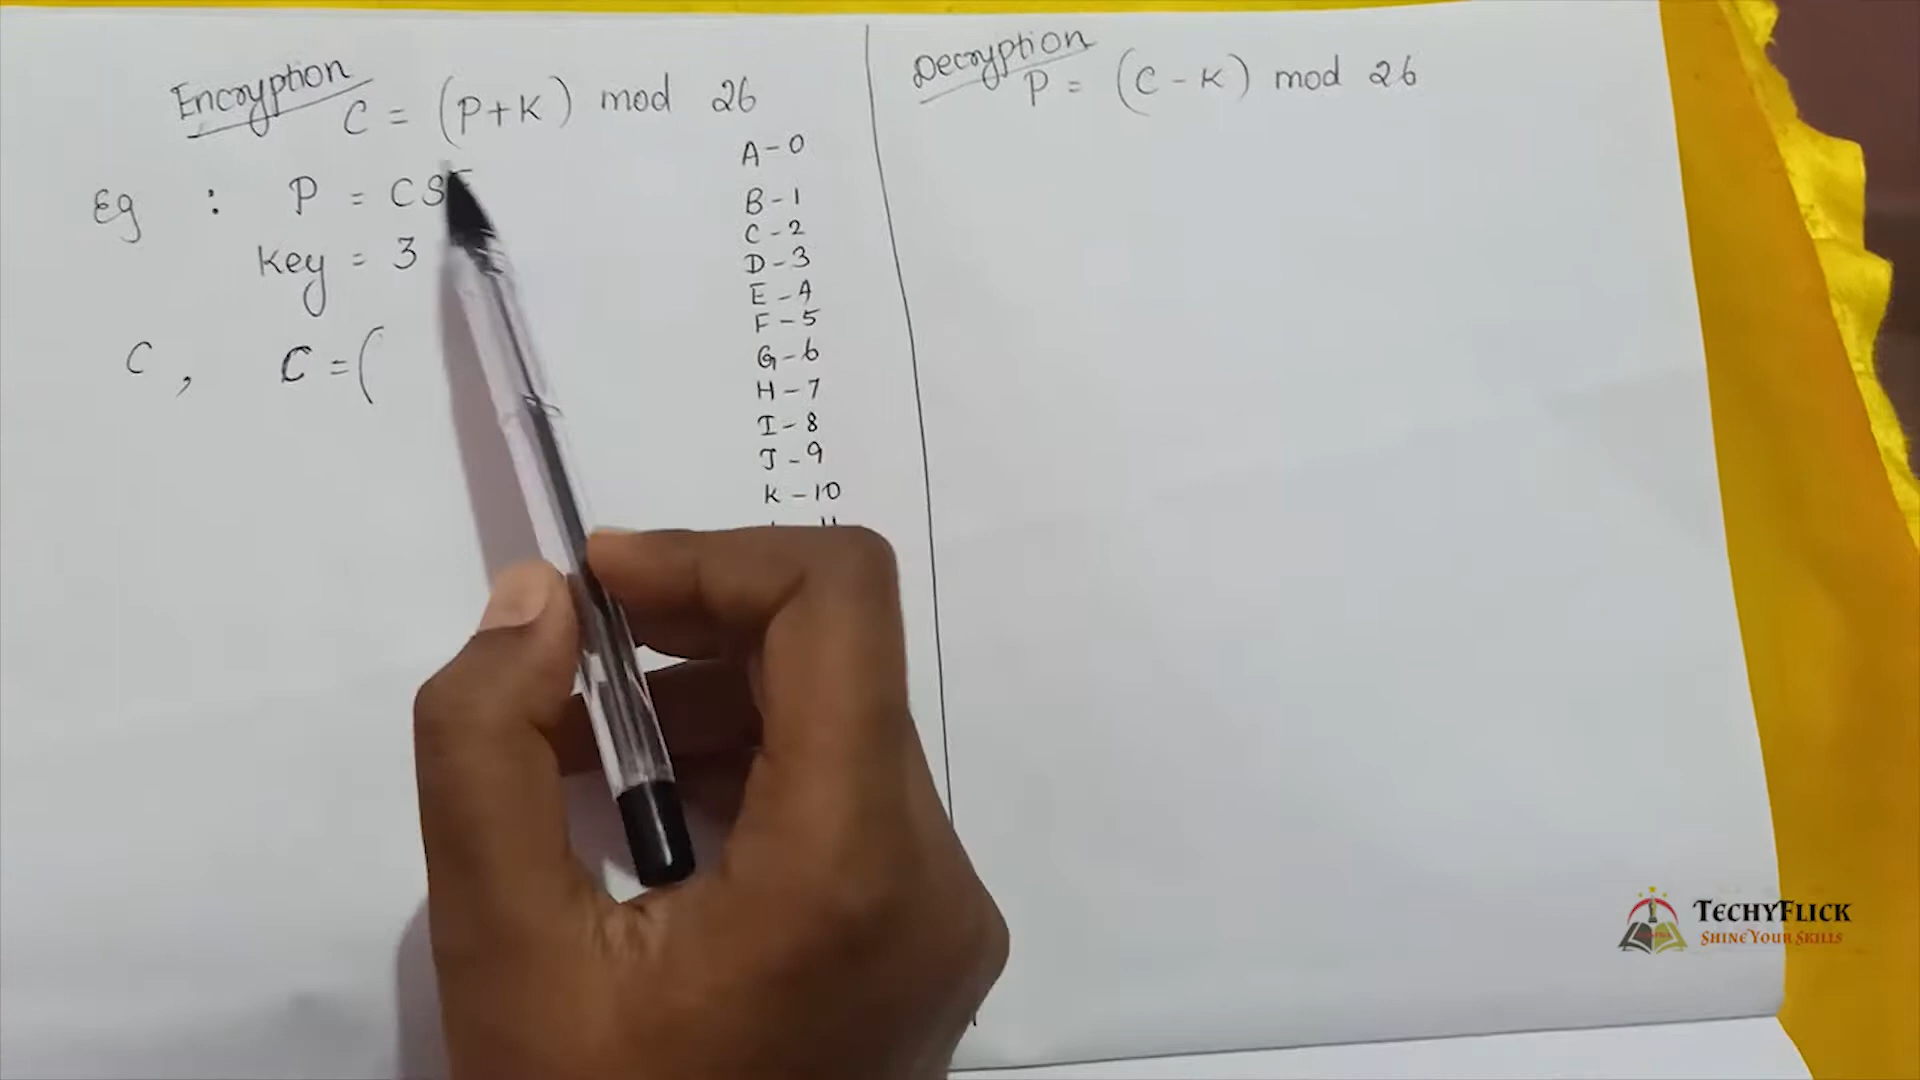 Encryption
C = (P+K) mod 26
Eg : P = CS
Key = 3
C, C = (
A - 0
B - 1
C - 2
D - 3
E - 4
F - 5
G - 6
H - 7
I - 8
J - 9
K - 10
Decryption
P = (C - K) mod 26
TECHYFLICK
SHINE YOUR SKILLS